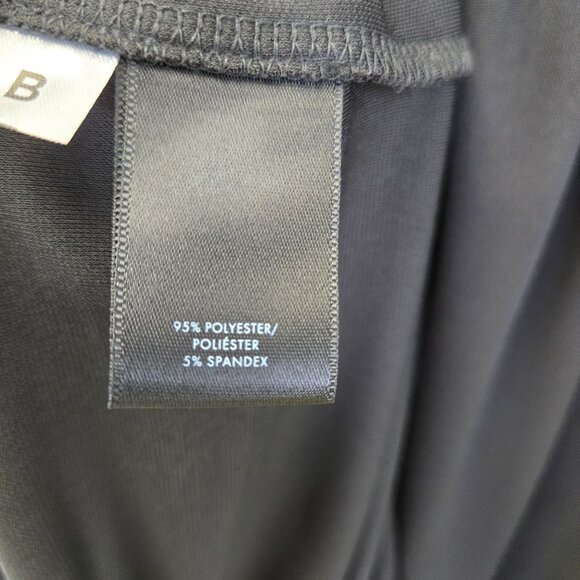 B
95% POLYESTER/
POLIÉSTER
5% SPANDEX